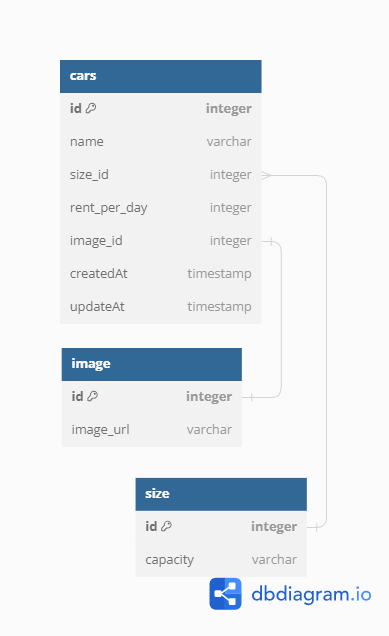 cars
id integer
name varchar
size_id integer
rent_per_day integer
image_id integer
createdAt timestamp
updateAt timestamp
image
id integer
image_url varchar
size
id integer
capacity varchar
dbdiagram.io